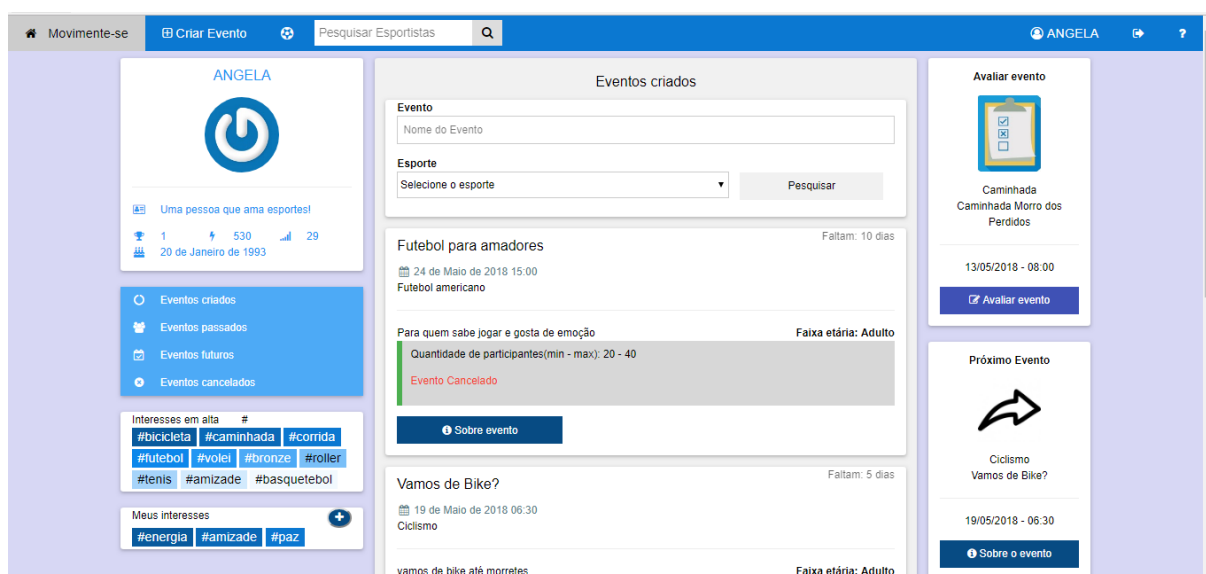 Movimente-se
Criar Evento
Pesquisar Esportistas
ANGELA
?
ANGELA
Uma pessoa que ama esportes!
1 530 29
20 de Janeiro de 1993
Eventos criados
Eventos passados
Eventos futuros
Eventos cancelados
Interesses em alta #
#bicicleta #caminhada #corrida
#futebol #volei #bronze #roller
#tenis #amizade #basquetebol
Meus interesses
#energia #amizade #paz
Eventos criados
Evento
Nome do Evento
Esporte
Selecione o esporte
Pesquisar
Futebol para amadores
Faltam: 10 dias
24 de Maio de 2018 15:00
Futebol americano
Para quem sabe jogar e gosta de emoção
Faixa etária: Adulto
Quantidade de participantes(min - max): 20 - 40
Evento Cancelado
Sobre evento
Vamos de Bike?
Faltam: 5 dias
19 de Maio de 2018 06:30
Ciclismo
vamos de bike até morretes
Faixa etária: Adulto
Avaliar evento
Caminhada
Caminhada Morro dos
Perdidos
13/05/2018 - 08:00
Avaliar evento
Próximo Evento
Ciclismo
Vamos de Bike?
19/05/2018 - 06:30
Sobre o evento